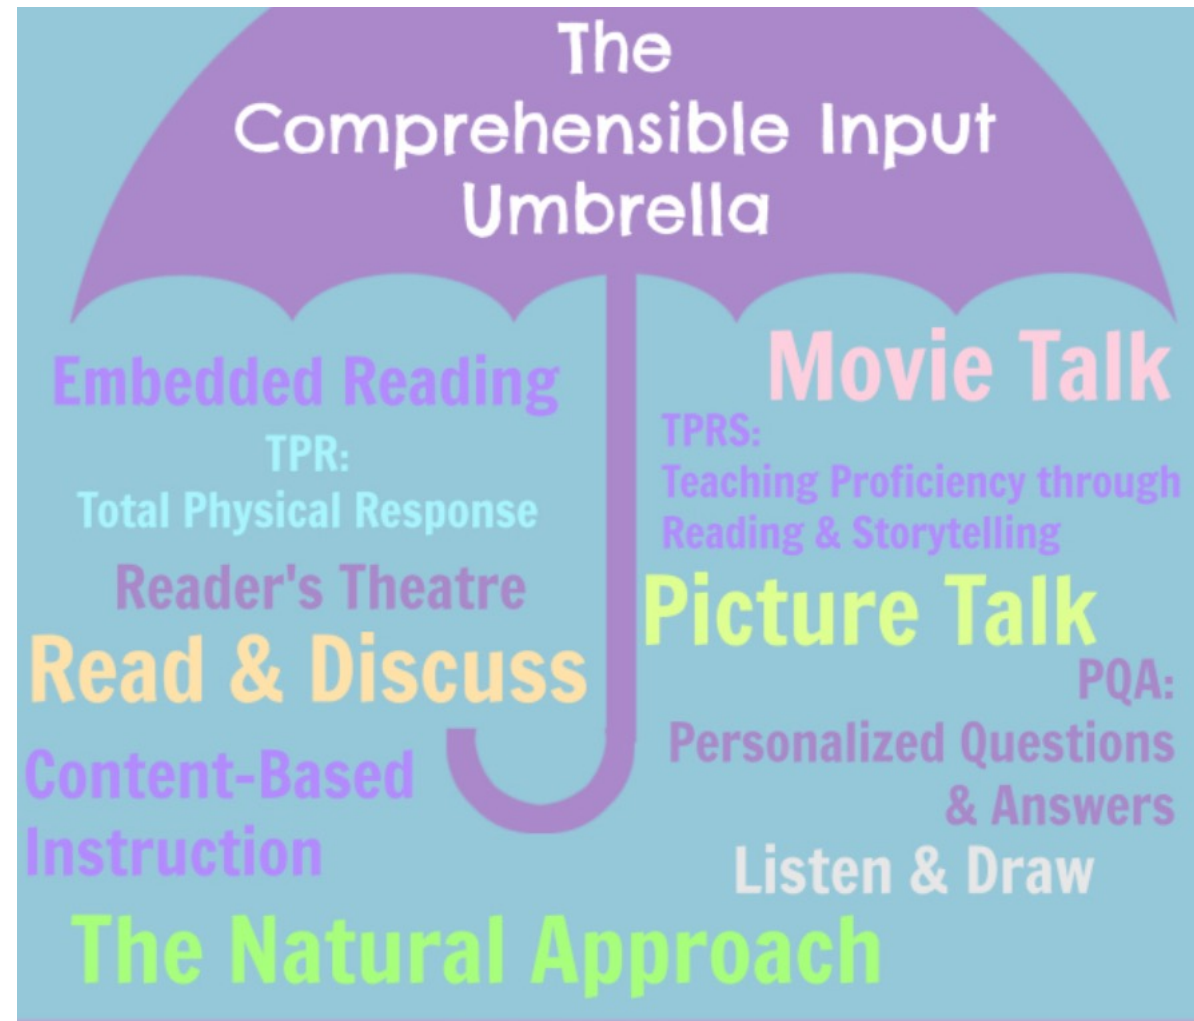 The
Comprehensible Input
Umbrella
Embedded Reading
TPR:
Total Physical Response
Reader's Theatre
Read & Discuss
Content-Based
Instruction
Movie Talk
TPRS:
Teaching Proficiency through
Reading & Storytelling
Picture Talk
PQA:
Personalized Questions
& Answers
Listen & Draw
The Natural Approach